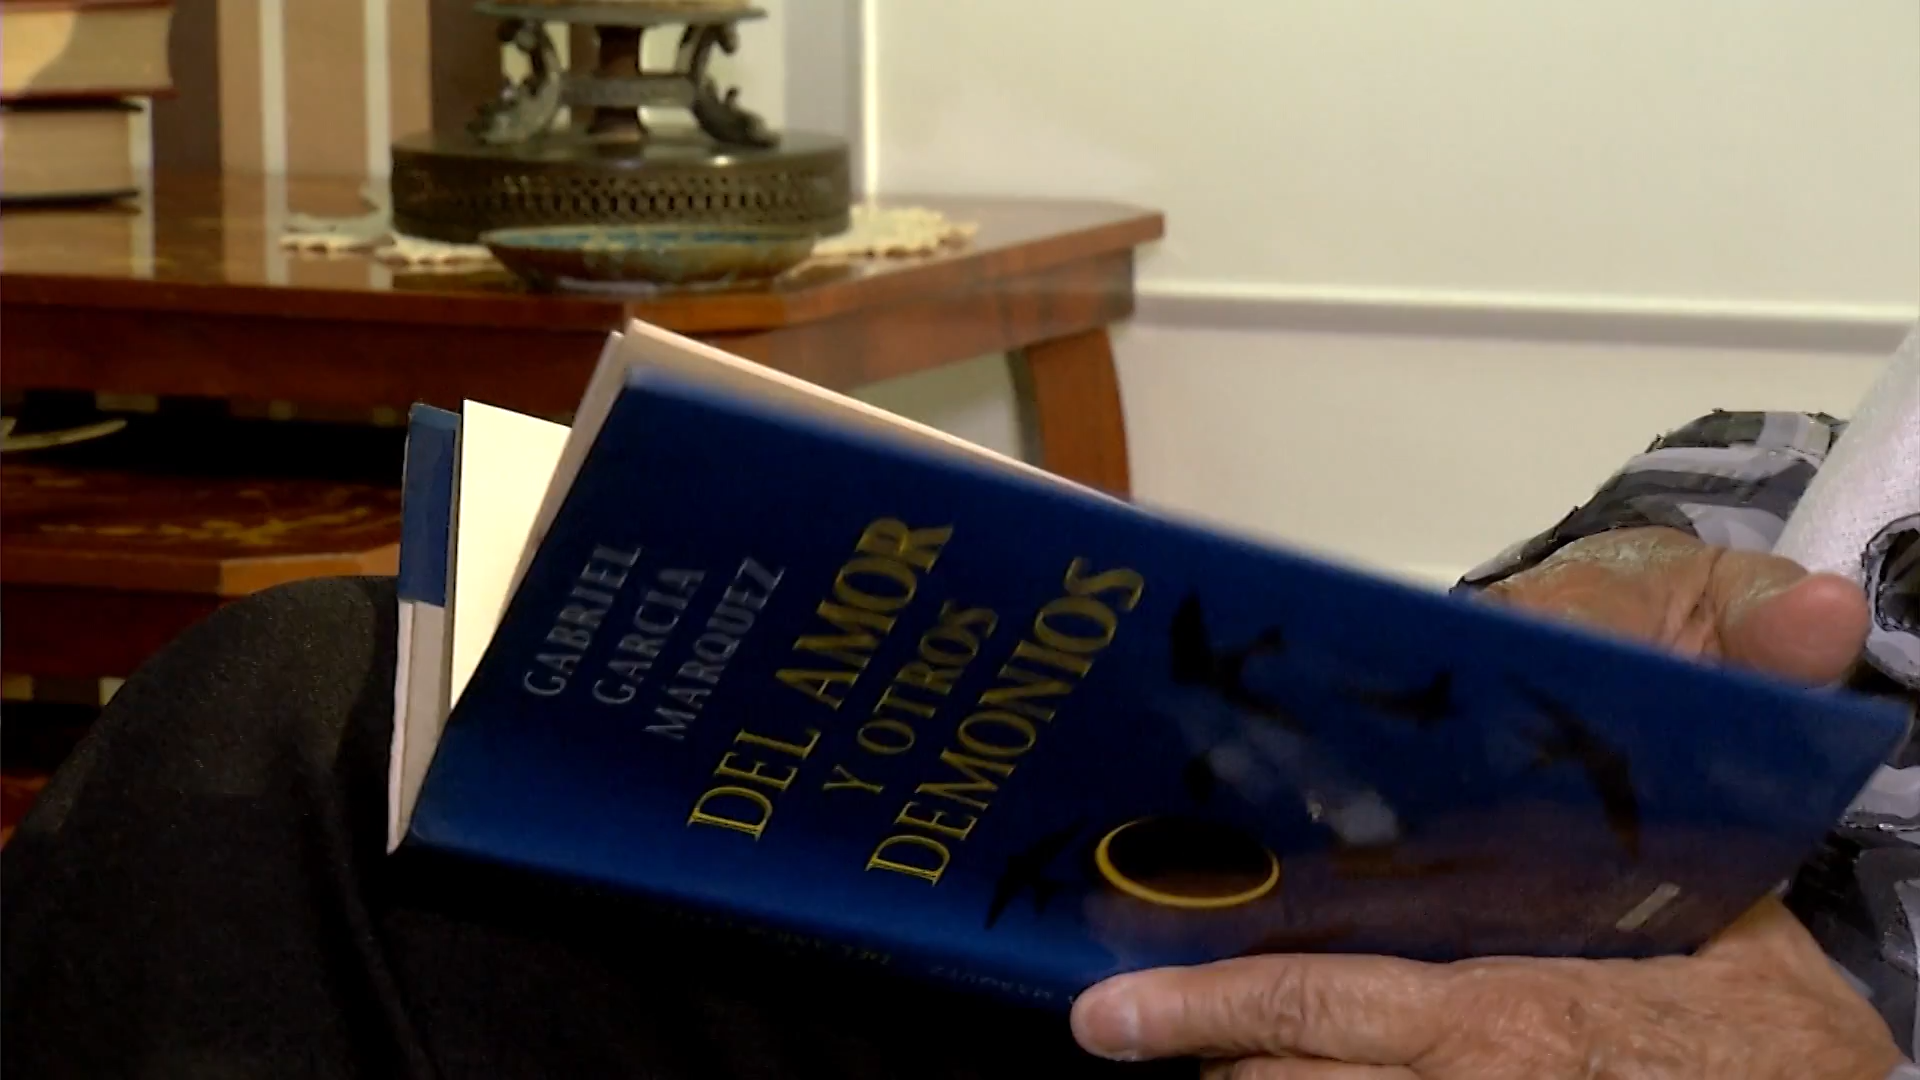 GABRIEL
GARCÍA
MÁRQUEZ
DEL AMOR
Y OTROS
DEMONIOS